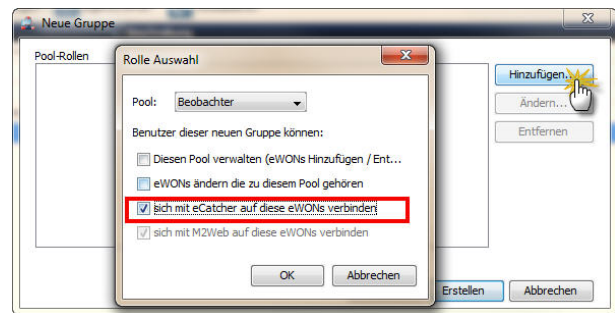 Neue Gruppe
Pool-Rollen
Rolle Auswahl
Pool: Beobachter
Benutzer dieser neuen Gruppe können:
Diesen Pool verwalten (eWONs Hinzufügen / Ent...
eWONs ändern die zu diesem Pool gehören
sich mit eCatcher auf diese eWONs verbinden
sich mit M2Web auf diese eWONs verbinden
OK Abbrechen
Hinzufügen...
Ändern...
Entfernen
Erstellen Abbrechen